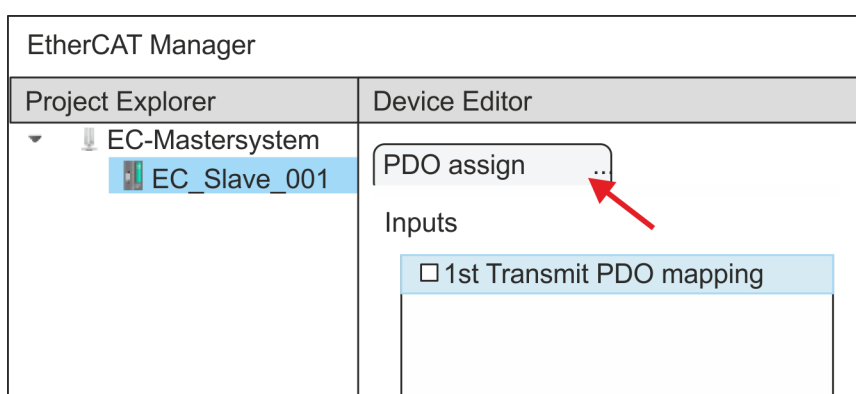 EtherCAT Manager
Project Explorer
Device Editor
EC-Mastersystem
EC_Slave_001
PDO assign ...
Inputs
1st Transmit PDO mapping